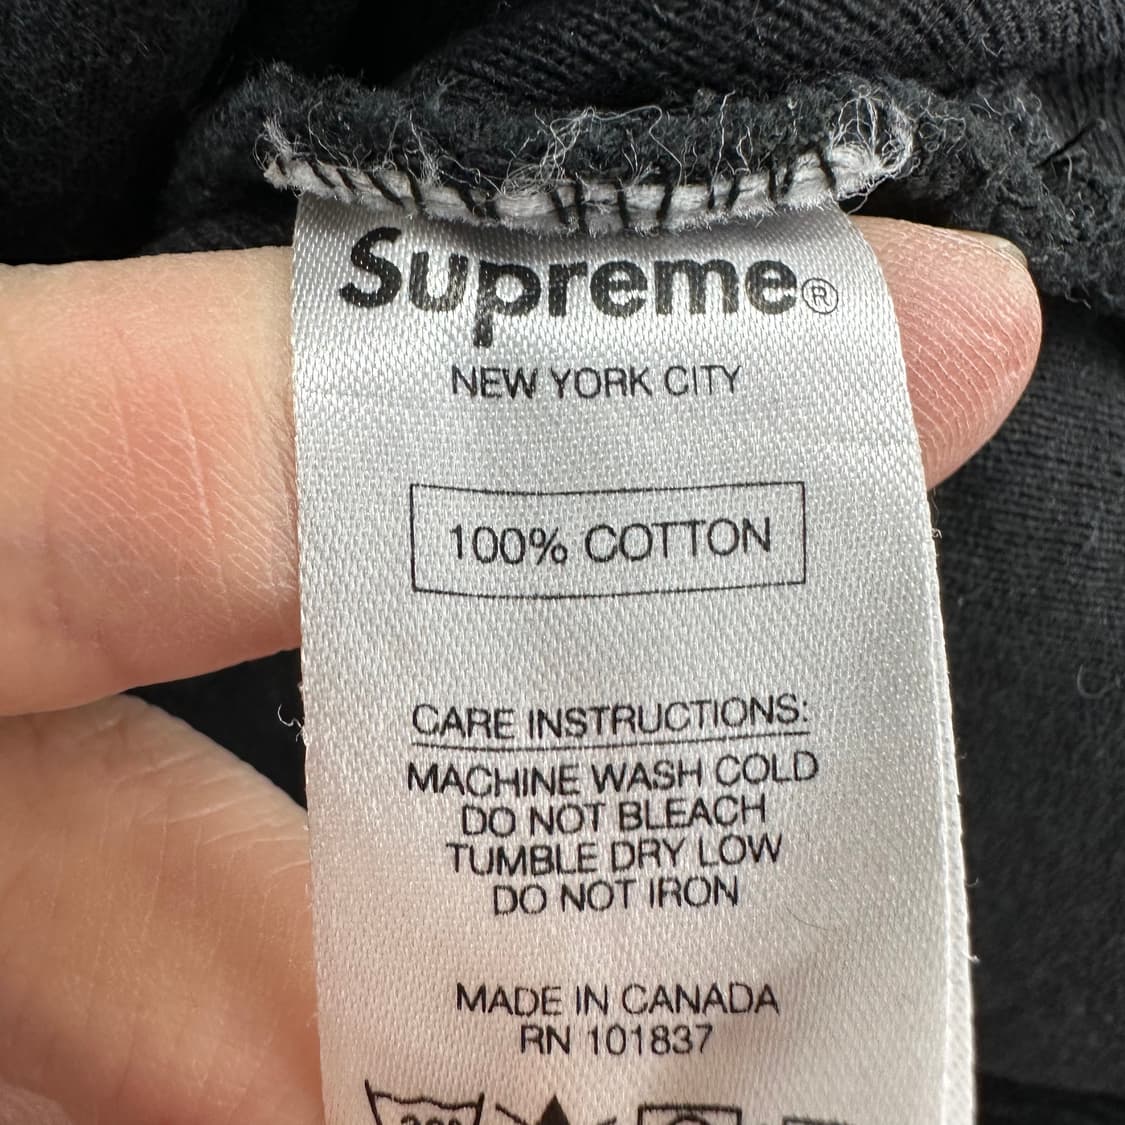 Supreme®
NEW YORK CITY
100% COTTON
CARE INSTRUCTIONS:
MACHINE WASH COLD
DO NOT BLEACH
TUMBLE DRY LOW
DO NOT IRON
MADE IN CANADA
RN 101837